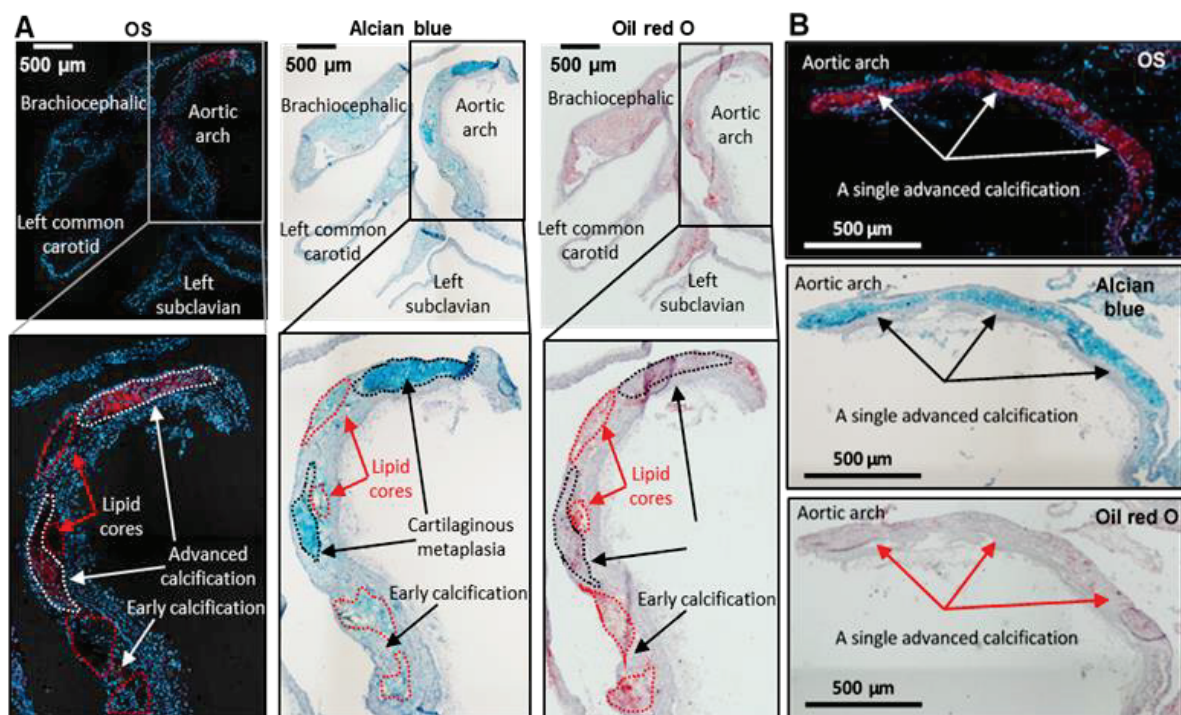 A
OS
Alcian blue
Oil red O
500 µm
500 µm
500 µm
Brachiocephalic
Aortic
arch
Left common
carotid
Left
subclavian
Brachiocephalic
Aortic
arch
Left common
carotid
Left
subclavian
Brachiocephalic
Aortic
arch
Left common
carotid
Left
subclavian
Lipid
cores
Advanced
calcification
Early calcification
Lipid
cores
Cartilaginous
metaplasia
Early calcification
Lipid
cores
Early calcification
B
Aortic arch
OS
A single advanced calcification
500 µm
Aortic arch
Alcian
blue
A single advanced calcification
500 µm
Aortic arch
Oil red O
A single advanced calcification
500 µm